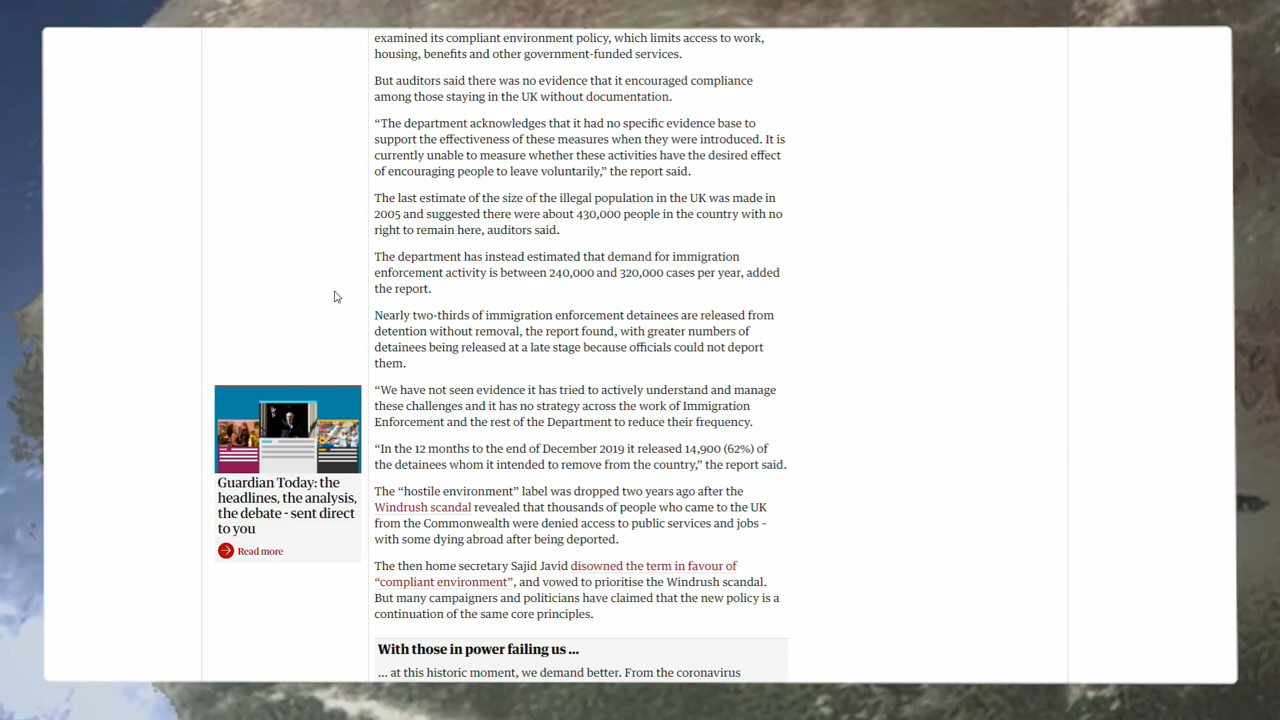 examined its compliant environment policy, which limits access to work,
housing, benefits and other government-funded services.
But auditors said there was no evidence that it encouraged compliance
among those staying in the UK without documentation.
“The department acknowledges that it had no specific evidence base to
support the effectiveness of these measures when they were introduced. It is
currently unable to measure whether these activities have the desired effect
of encouraging people to leave voluntarily,” the report said.
The last estimate of the size of the illegal population in the UK was made in
2005 and suggested there were about 430,000 people in the country with no
right to remain here, auditors said.
The department has instead estimated that demand for immigration
enforcement activity is between 240,000 and 320,000 cases per year, added
the report.
Nearly two-thirds of immigration enforcement detainees are released from
detention without removal, the report found, with greater numbers of
detainees being released at a late stage because officials could not deport
them.
“We have not seen evidence it has tried to actively understand and manage
these challenges and it has no strategy across the work of Immigration
Enforcement and the rest of the Department to reduce their frequency.
“In the 12 months to the end of December 2019 it released 14,900 (62%) of
the detainees whom it intended to remove from the country,” the report said.
The “hostile environment” label was dropped two years ago after the
Windrush scandal revealed that thousands of people who came to the UK
from the Commonwealth were denied access to public services and jobs –
with some dying abroad after being deported.
The then home secretary Sajid Javid disowned the term in favour of
“compliant environment”, and vowed to prioritise the Windrush scandal.
But many campaigners and politicians have claimed that the new policy is a
continuation of the same core principles.
With those in power failing us ...
... at this historic moment, we demand better. From the coronavirus
Guardian Today: the
headlines, the analysis,
the debate - sent direct
to you
Read more